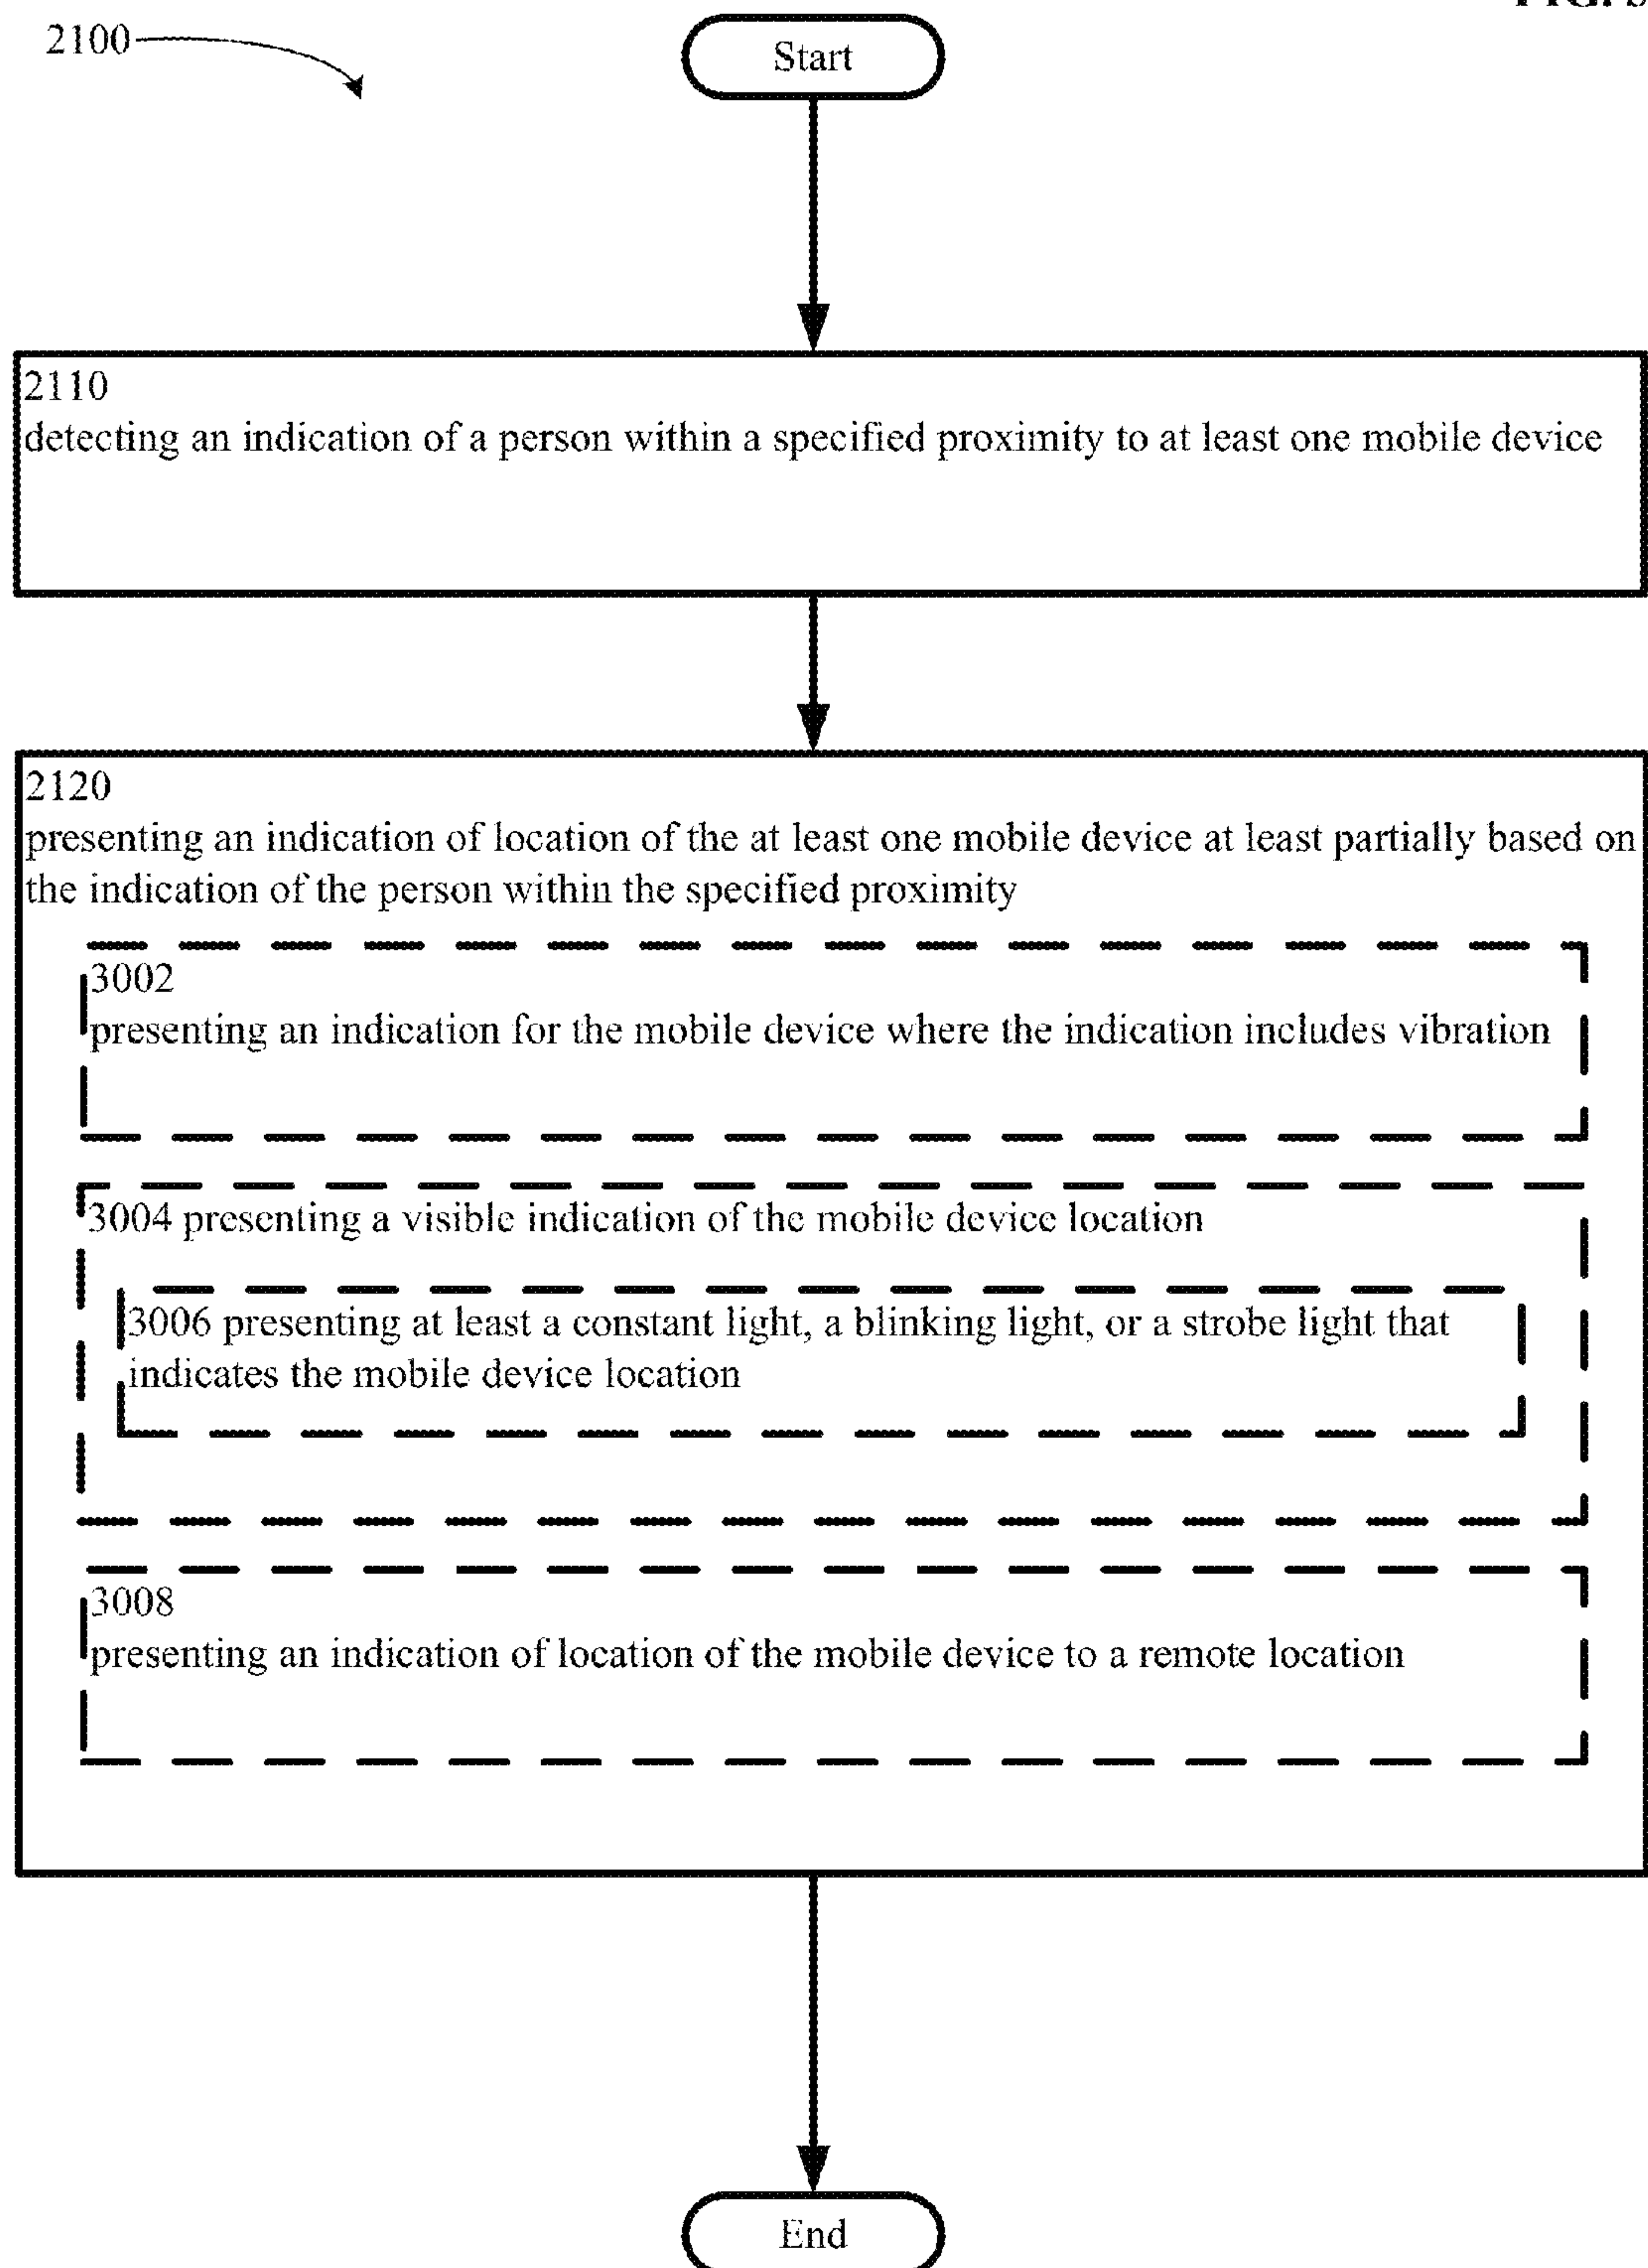 2100
Start
2110
detecting an indication of a person within a specified proximity to at least one mobile device
2120
presenting an indication of location of the at least one mobile device at least partially based on
the indication of the person within the specified proximity
3002
presenting an indication for the mobile device where the indication includes vibration
3004 presenting a visible indication of the mobile device location
3006 presenting at least a constant light, a blinking light, or a strobe light that
indicates the mobile device location
3008
presenting an indication of location of the mobile device to a remote location
End